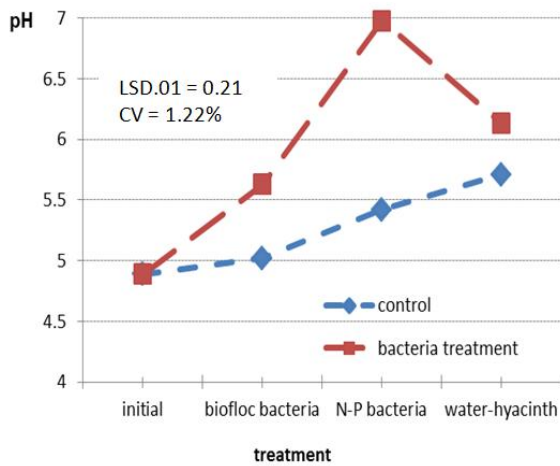 pH
7
6.5
6
5.5
5
4.5
4
LSD.01 = 0.21
CV = 1.22%
control
bacteria treatment
initial
biofloc bacteria
N-P bacteria
water-hyacinth
treatment